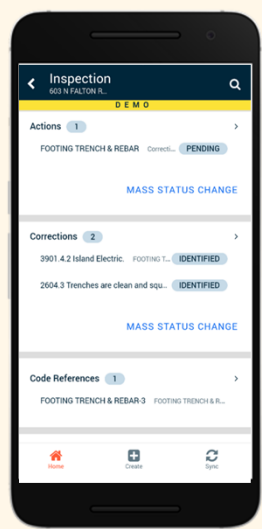 Inspection
603 N FALTON R...
DEMO
Actions 1
FOOTING TRENCH & REBAR Correcti... PENDING
MASS STATUS CHANGE
Corrections 2
3901.4.2 Island Electric. FOOTING T... IDENTIFIED
2604.3 Trenches are clean and squ... IDENTIFIED
MASS STATUS CHANGE
Code References 1
FOOTING TRENCH & REBAR-3 FOOTING TRENCH & R...
Home Create Sync